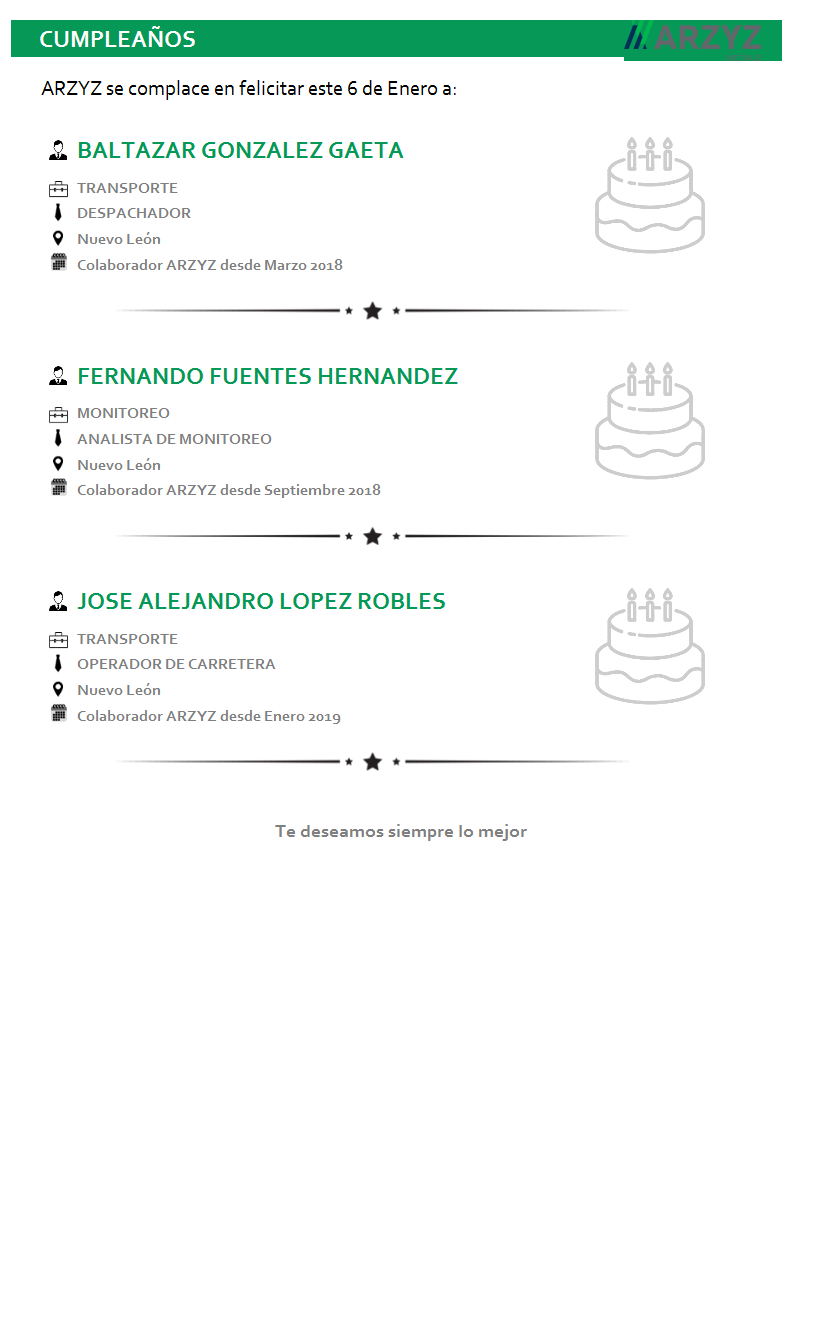 CUMPLEAÑOS
ARZYZ
ARZYZ se complace en felicitar este 6 de Enero a:
BALTAZAR GONZALEZ GAETA
TRANSPORTE
DESPACHADOR
Nuevo León
Colaborador ARZYZ desde Marzo 2018
FERNANDO FUENTES HERNANDEZ
MONITOREO
ANALISTA DE MONITOREO
Nuevo León
Colaborador ARZYZ desde Septiembre 2018
JOSE ALEJANDRO LOPEZ ROBLES
TRANSPORTE
OPERADOR DE CARRETERA
Nuevo León
Colaborador ARZYZ desde Enero 2019
Te deseamos siempre lo mejor